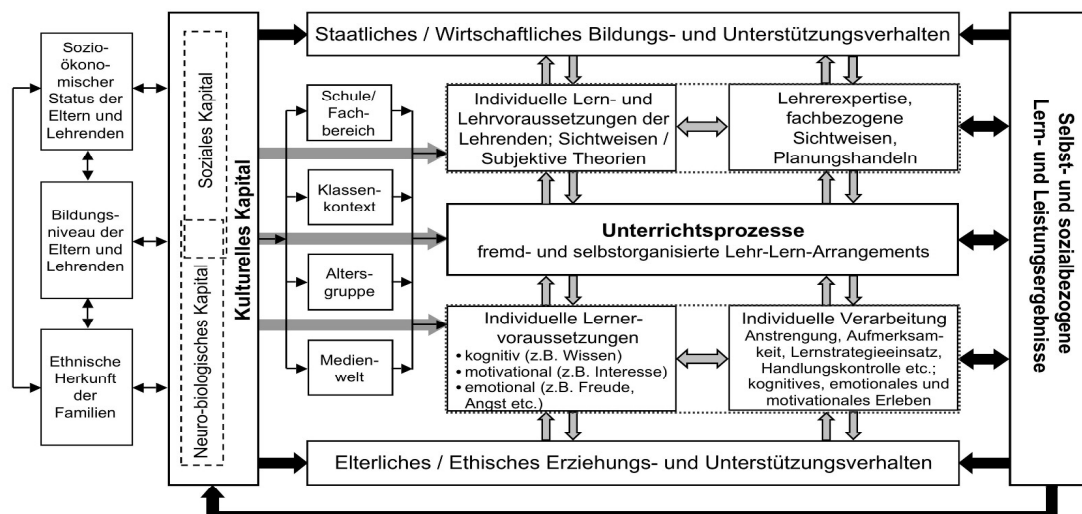 Sozio-
ökono-
mischer
Status der
Eltern und
Lehrenden
Bildungs-
niveau der
Eltern und
Lehrenden
Ethnische
Herkunft
der
Familien
Soziales Kapital
Neuro-biologisches Kapital
Kulturelles Kapital
Schule/
Fach-
bereich
Klassen-
kontext
Alters-
gruppe
Medien-
welt
Staatliches / Wirtschaftliches Bildungs- und Unterstützungsverhalten
Individuelle Lern- und
Lehrvoraussetzungen der
Lehrenden; Sichtweisen /
Subjektive Theorien
Lehrerexpertise,
fachbezogene
Sichtweisen,
Planungshandeln
Unterrichtsprozesse
fremd- und selbstorganisierte Lehr-Lern-Arrangements
Individuelle Lerner-
voraussetzungen
• kognitiv (z.B. Wissen)
• motivational (z.B. Interesse)
• emotional (z.B. Freude,
Angst etc.)
Individuelle Verarbeitung
Anstrengung, Aufmerksam-
keit, Lernstrategieeinsatz,
Handlungskontrolle etc.;
kognitives, emotionales und
motivationales Erleben
Elterliches / Ethisches Erziehungs- und Unterstützungsverhalten
Selbst- und sozialbezogene
Lern- und Leistungsergebnisse